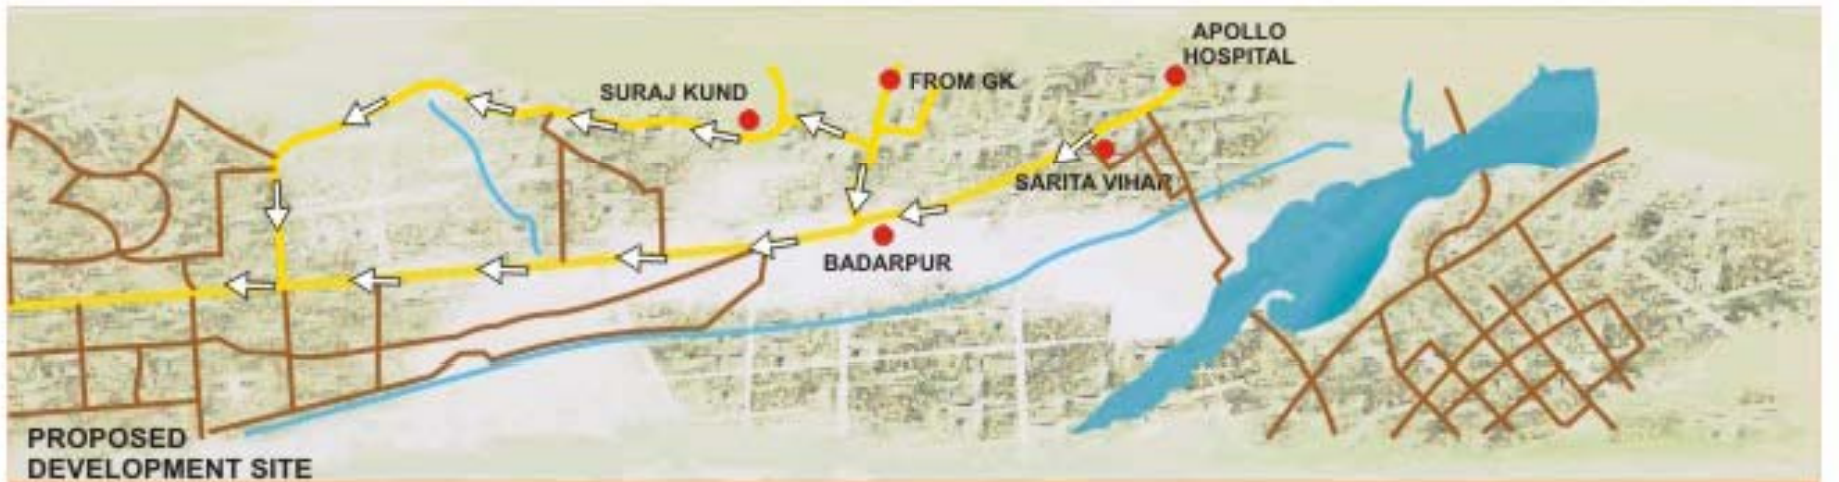 APOLLO
HOSPITAL
SURAJ KUND
FROM GK
SARITA VIHAR
BADARPUR
PROPOSED
DEVELOPMENT SITE